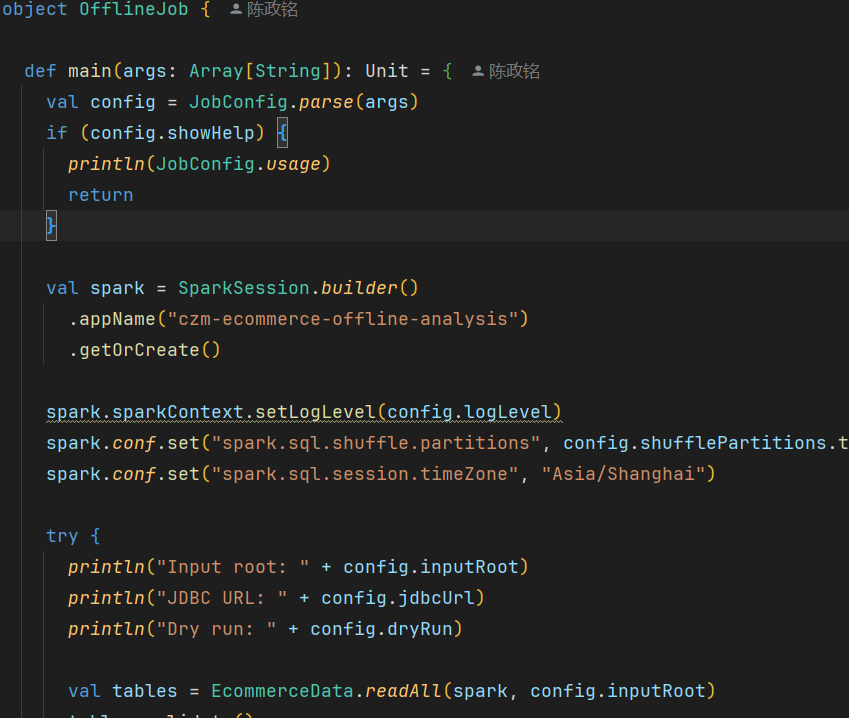 object OfflineJob { 陈政铭
def main(args: Array[String]): Unit = { 陈政铭
val config = JobConfig.parse(args)
if (config.showHelp) {
println(JobConfig.usage)
return
}
val spark = SparkSession.builder()
.appName("czm-ecommerce-offline-analysis")
.getOrCreate()
spark.sparkContext.setLogLevel(config.logLevel)
spark.conf.set("spark.sql.shuffle.partitions", config.shufflePartitions.t
spark.conf.set("spark.sql.session.timeZone", "Asia/Shanghai")
try {
println("Input root: " + config.inputRoot)
println("JDBC URL: " + config.jdbcUrl)
println("Dry run: " + config.dryRun)
val tables = EcommerceData.readAll(spark, config.inputRoot)